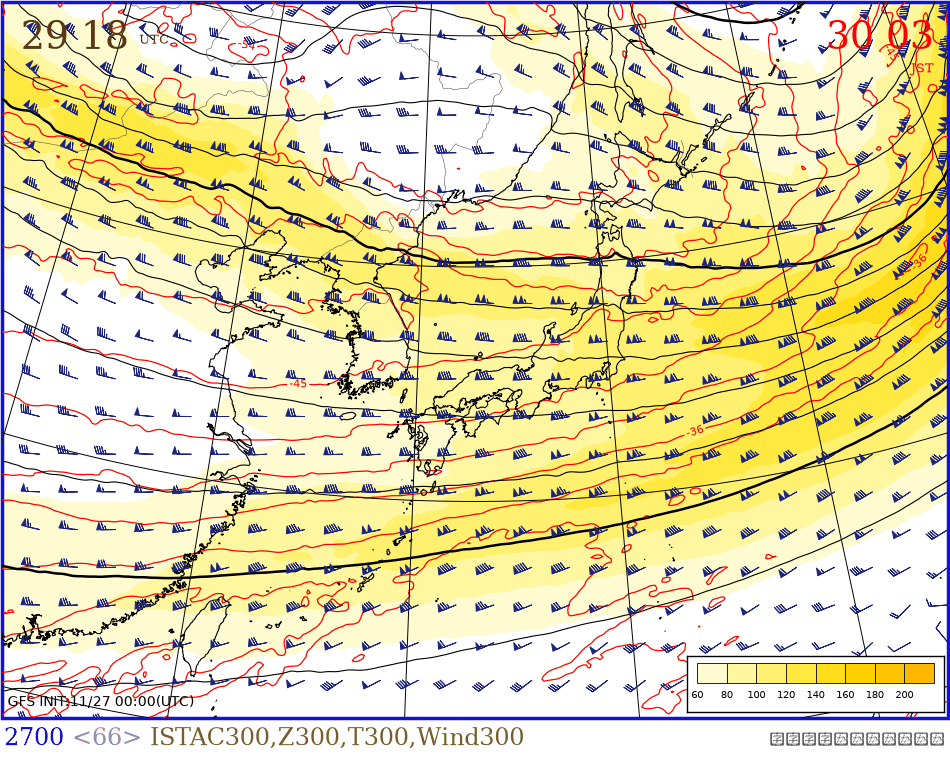 29 18 UTC 30 03
JST
-36
-45
-36
60 80 100 120 140 160 180 200
GFS INIT:11/27 00:00(UTC)
2700 <66> ISTAC300,Z300,T300,Wind300